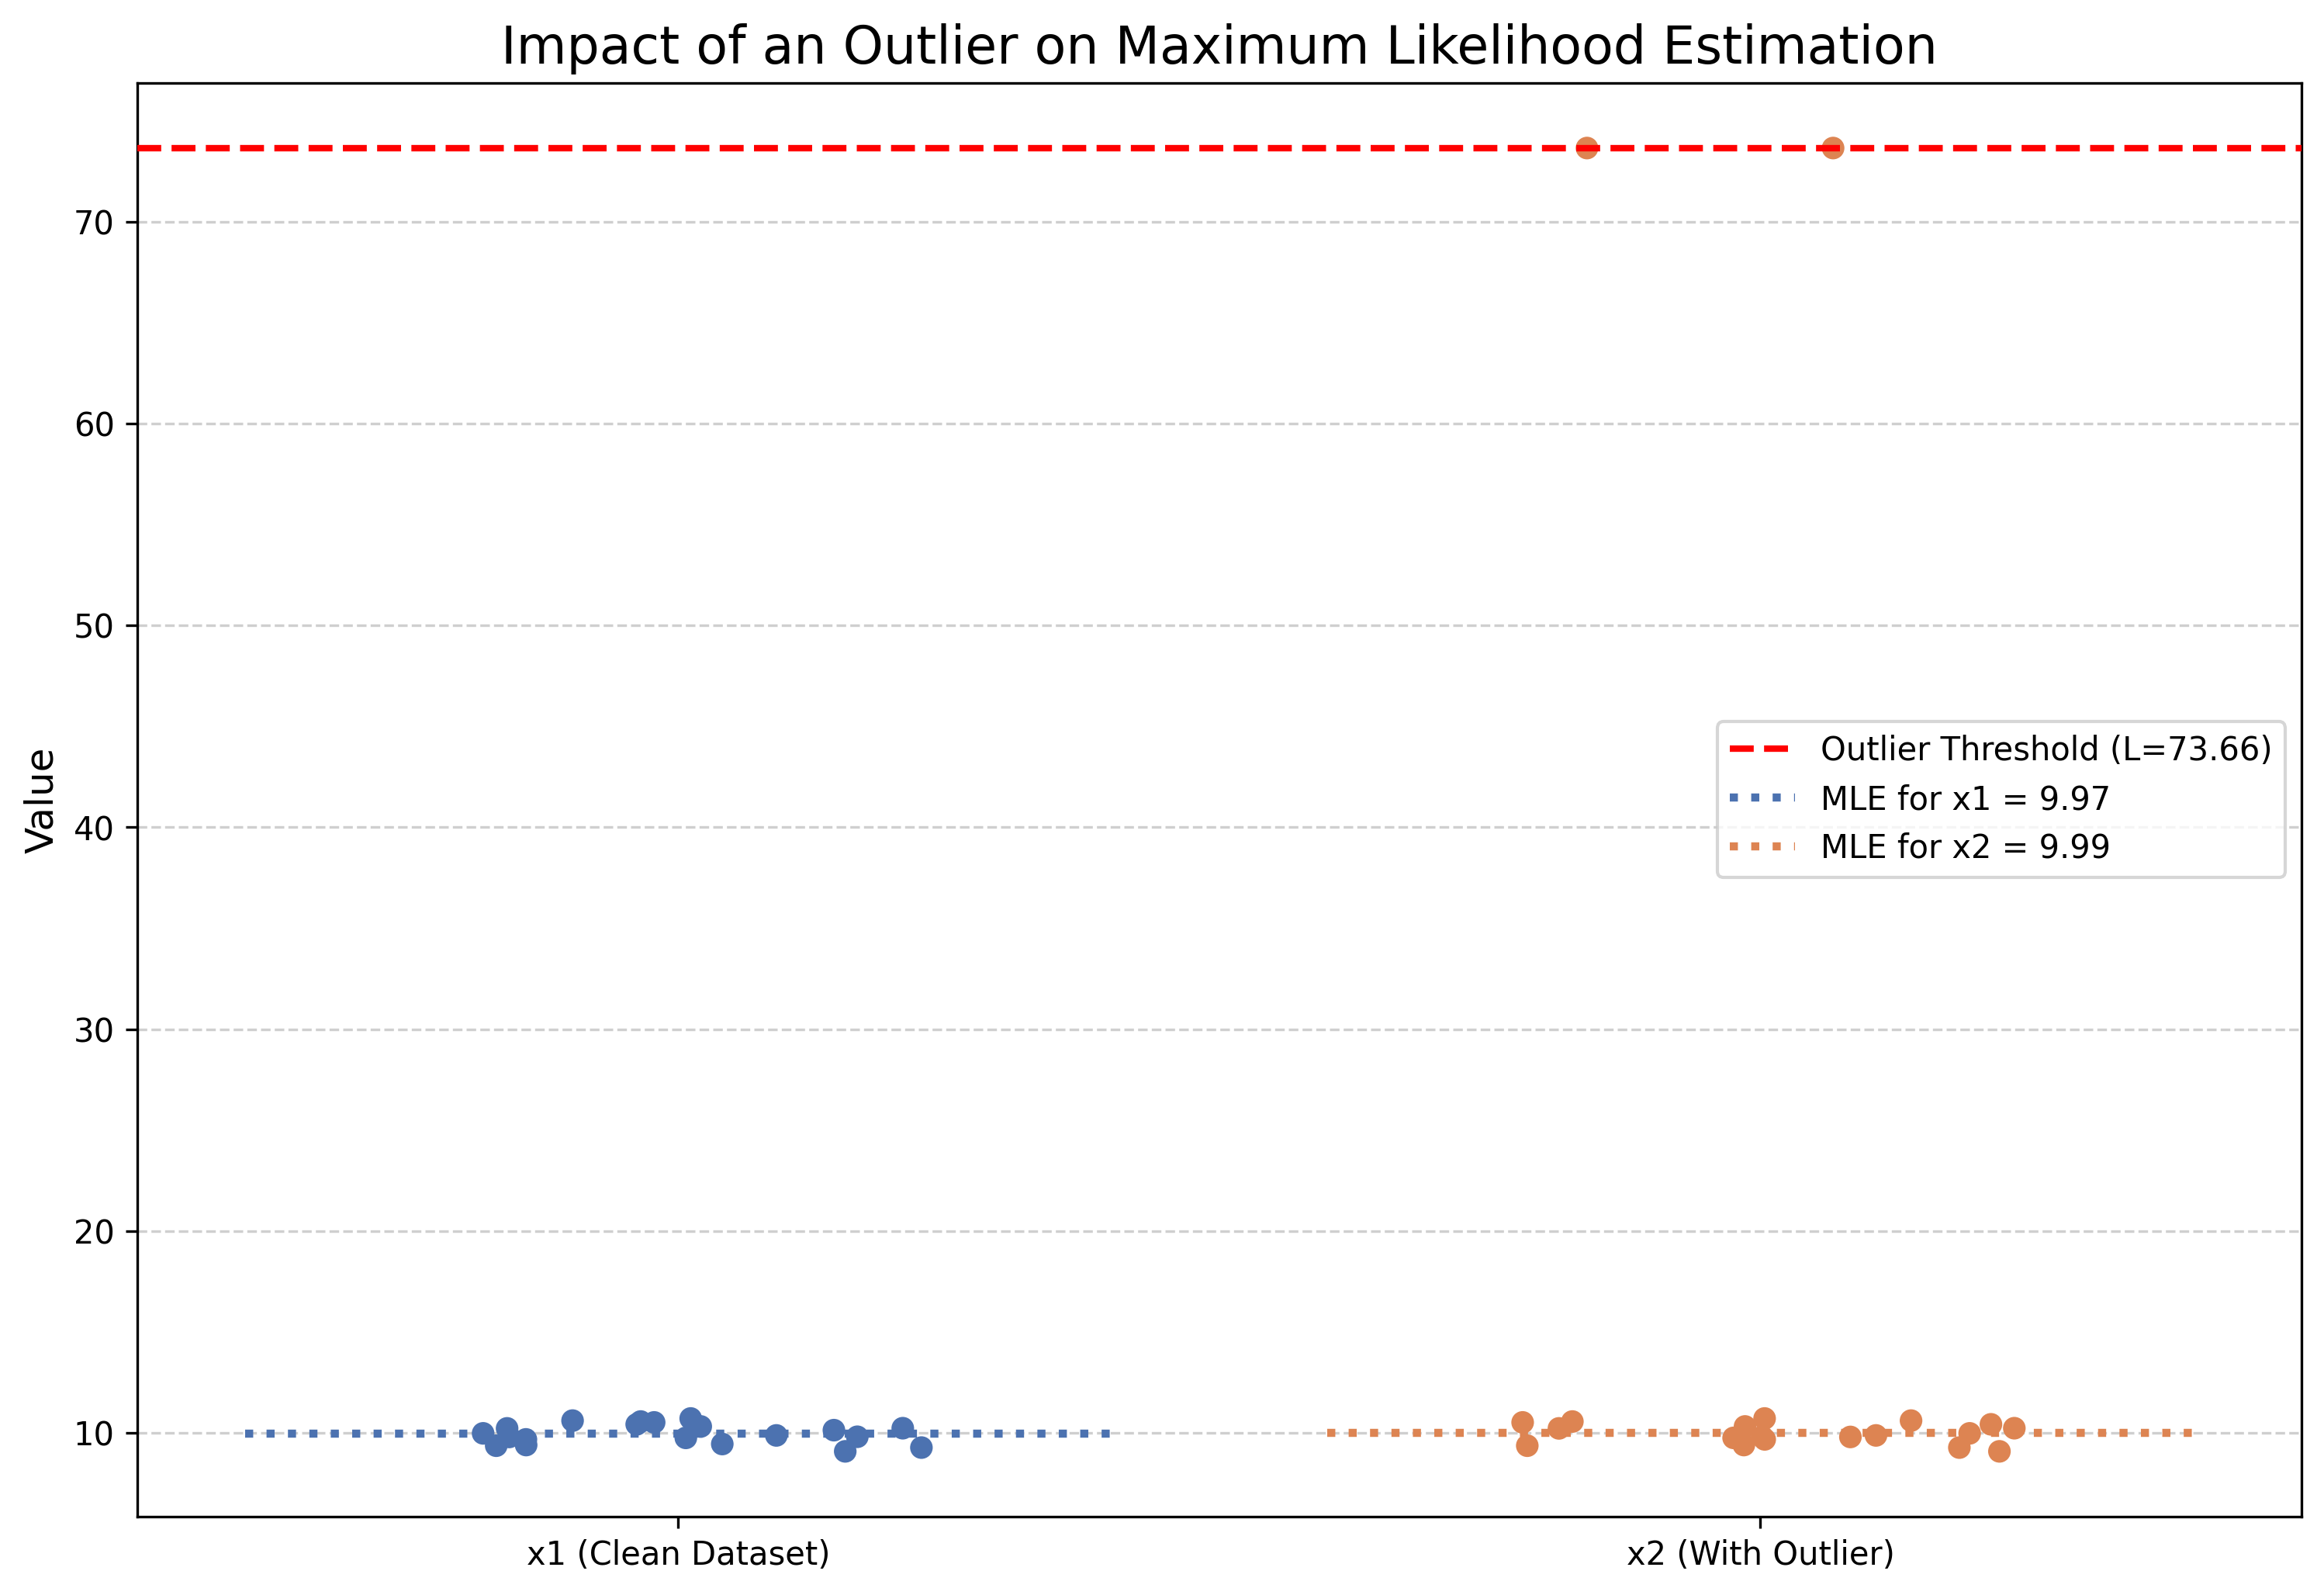 Impact of an Outlier on Maximum Likelihood Estimation
Value
70
60
50
40
30
20
10
Outlier Threshold (L=73.66)
MLE for x1 = 9.97
MLE for x2 = 9.99
x1 (Clean Dataset)
x2 (With Outlier)